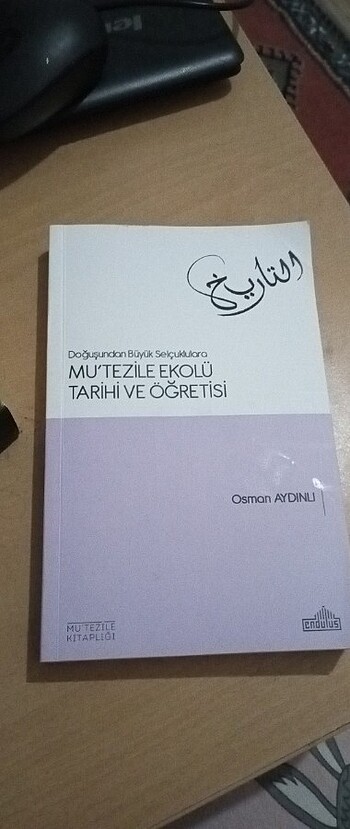 التاريخ
Doğuşundan Büyük Selçuklulara
MU'TEZİLE EKOLÜ
TARİHİ VE ÖĞRETİSİ
Osman AYDINLI
MU'TEZİLE
KİTAPLIĞI
endülüs